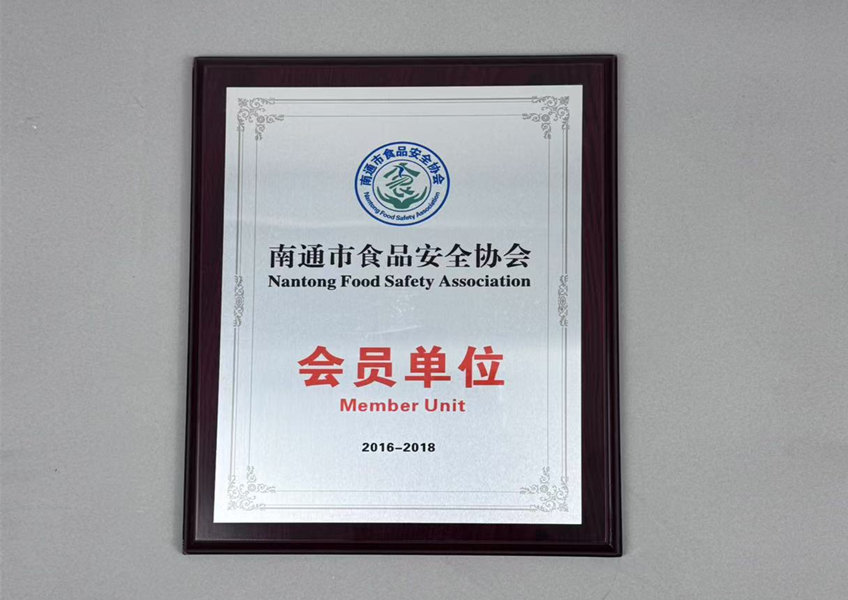 南通市食品安全协会
Nantong Food Safety Association
南通市食品安全协会
Nantong Food Safety Association
会员单位
Member Unit
2016-2018